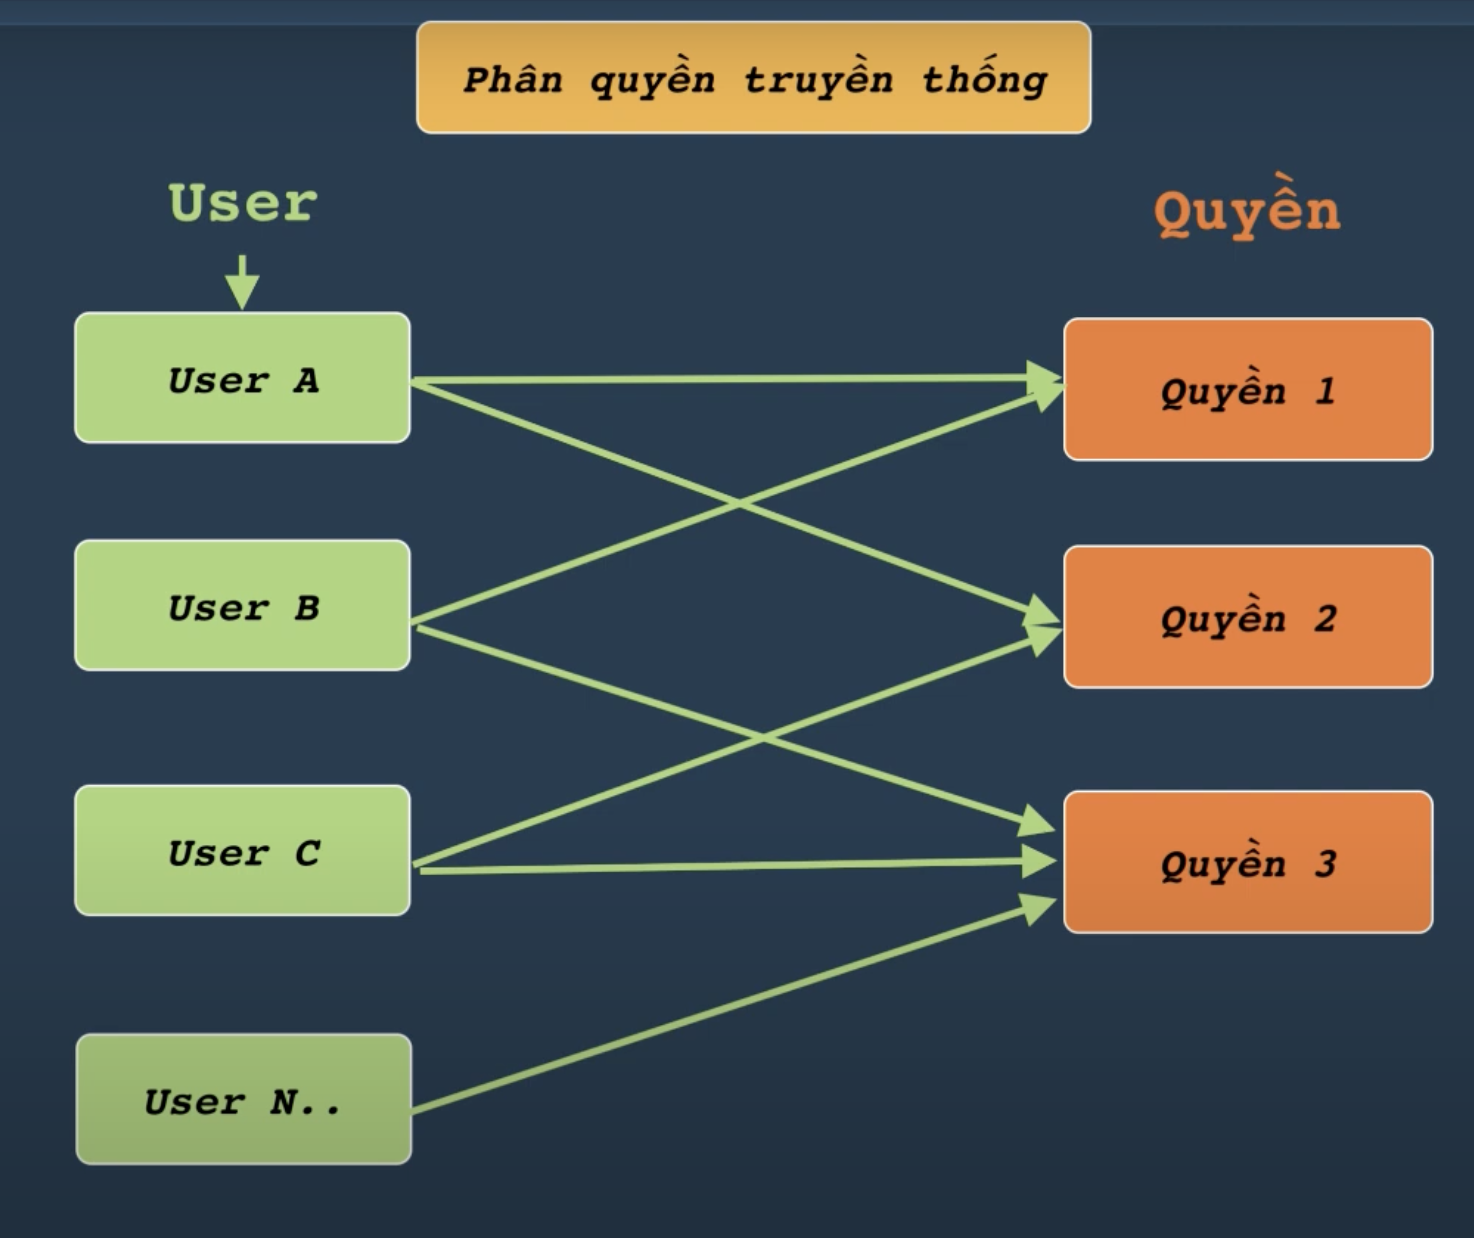 Phân quyền truyền thống
User
Quyền
User A
Quyền 1
User B
Quyền 2
User C
Quyền 3
User N..